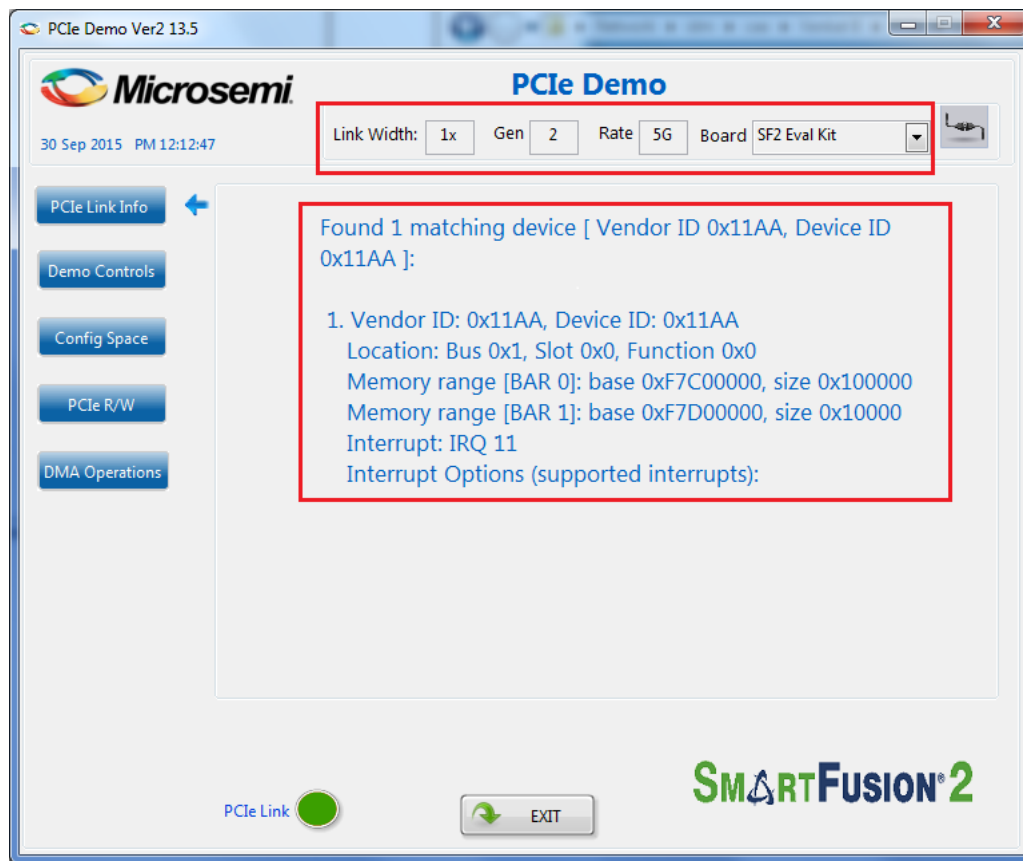 PCIe Demo Ver2 13.5
Microsemi.
PCIe Demo
30 Sep 2015 PM 12:12:47
Link Width: 1x Gen 2 Rate 5G Board SF2 Eval Kit
PCIe Link Info
Demo Controls
Config Space
PCIe R/W
DMA Operations
Found 1 matching device [ Vendor ID 0x11AA, Device ID
0x11AA ]:
1. Vendor ID: 0x11AA, Device ID: 0x11AA
Location: Bus 0x1, Slot 0x0, Function 0x0
Memory range [BAR 0]: base 0xF7C00000, size 0x100000
Memory range [BAR 1]: base 0xF7D00000, size 0x10000
Interrupt: IRQ 11
Interrupt Options (supported interrupts):
SMARTFUSION®2
PCIe Link
EXIT